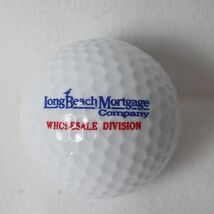 Long Beach Mortgage
Company
WHOLESALE DIVISION